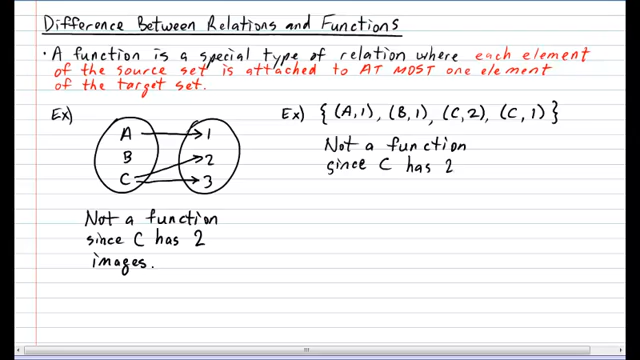 Difference Between Relations and Functions
• A function is a special type of relation where each element
of the source set is attached to AT MOST one element
of the target set.
Ex)
A 1
B 2
C 3
Not a function
since C has 2
images.
Ex) { (A,1), (B,1), (C,2), (C,1) }
Not a function
since C has 2